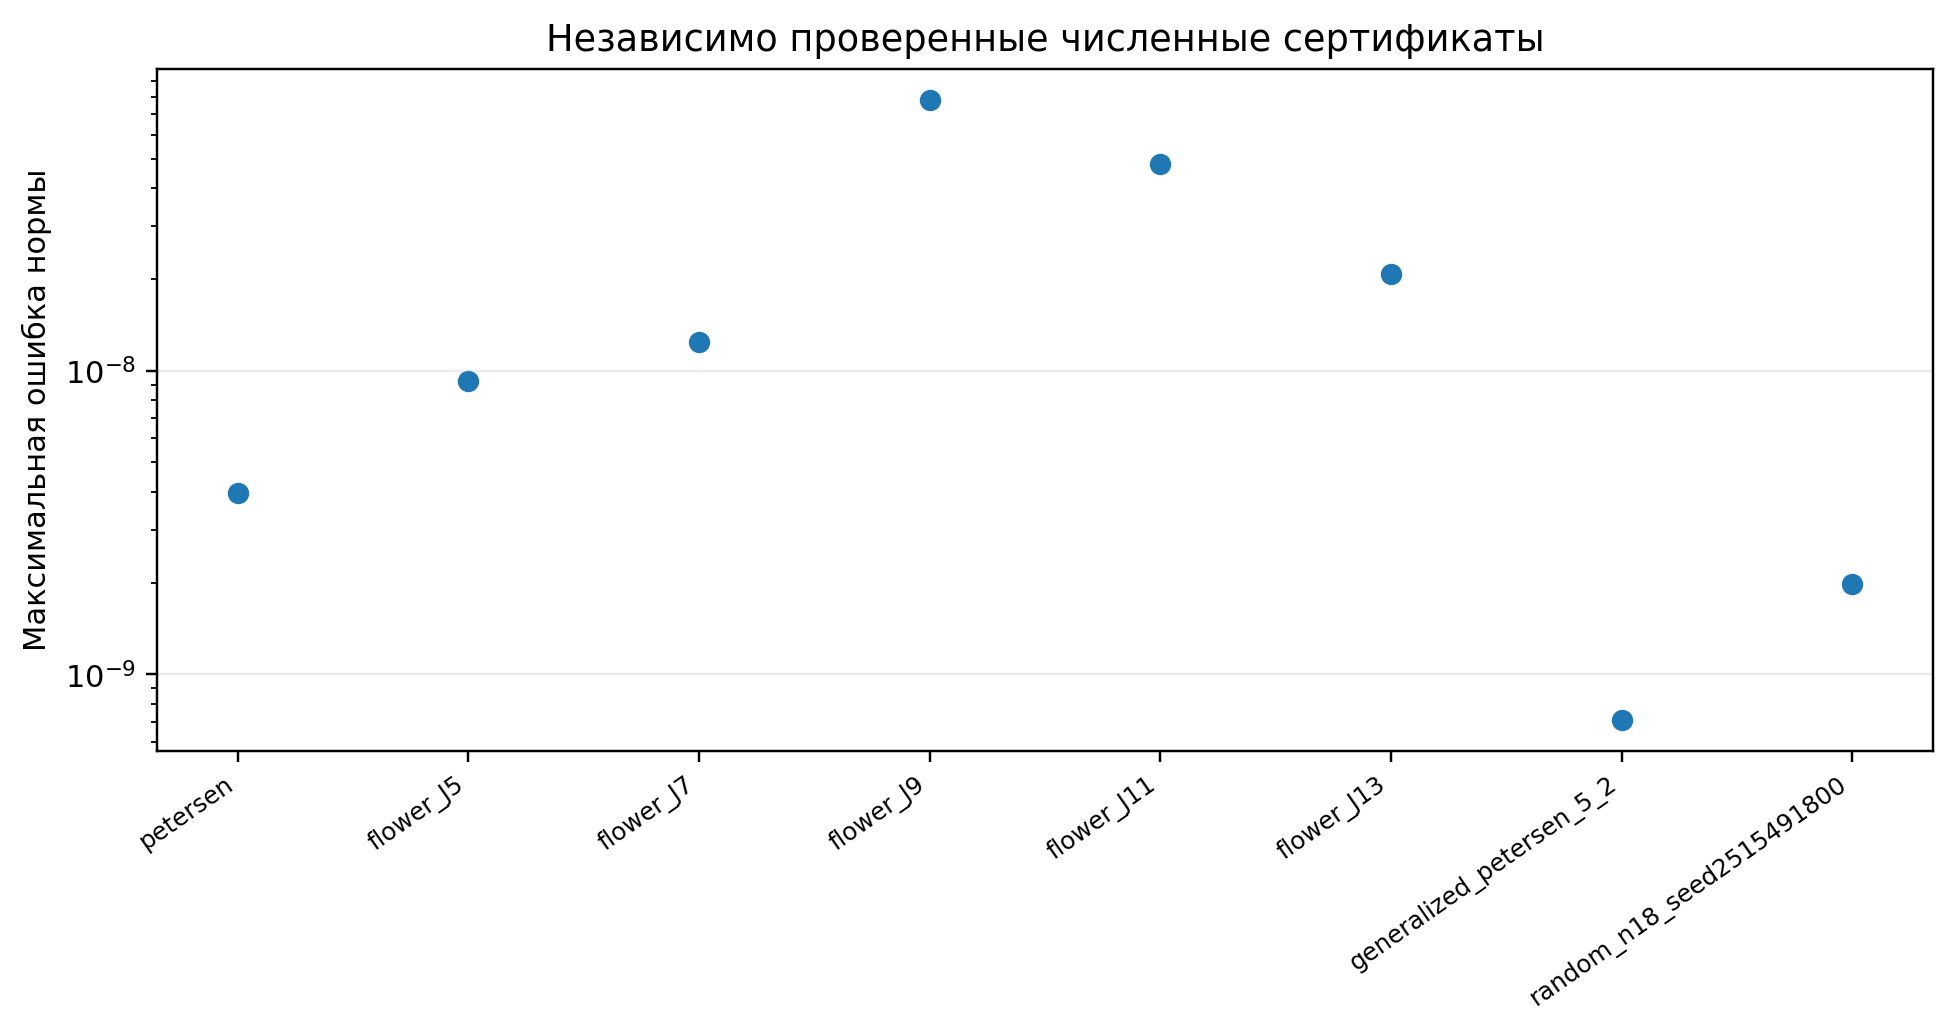 Независимо проверенные численные сертификаты
Максимальная ошибка нормы
10⁻⁸
10⁻⁹
petersen
flower_J5
flower_J7
flower_J9
flower_J11
flower_J13
generalized_petersen_5_2
random_n18_seed2515491800